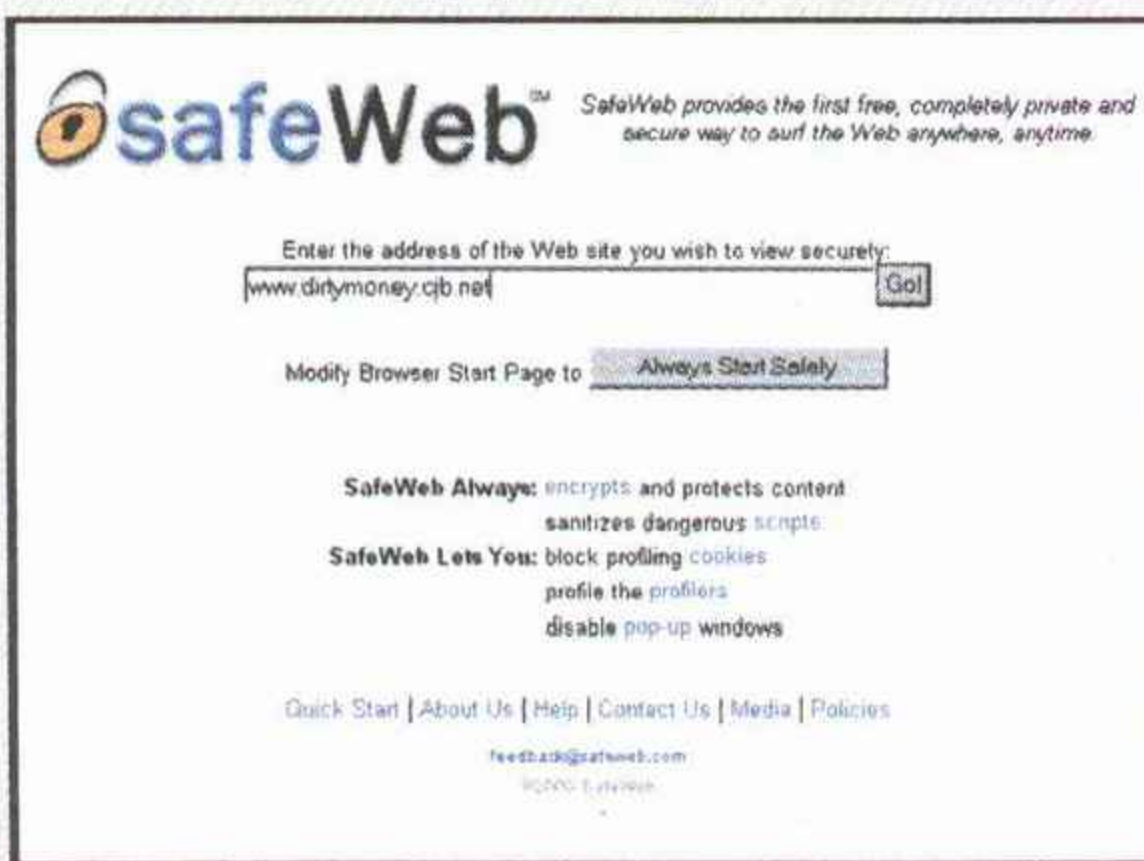 safeWeb℠
SafeWeb provides the first free, completely private and
secure way to surf the Web anywhere, anytime.
Enter the address of the Web site you wish to view securely:
www.dirtymoney.cjb.net
Go!
Modify Browser Start Page to Always Start Safely
SafeWeb Always: encrypts and protects content
sanitizes dangerous scripts
SafeWeb Lets You: block profiling cookies
profile the profilers
disable pop-up windows
Quick Start | About Us | Help | Contact Us | Media | Policies
feedback@safeweb.com